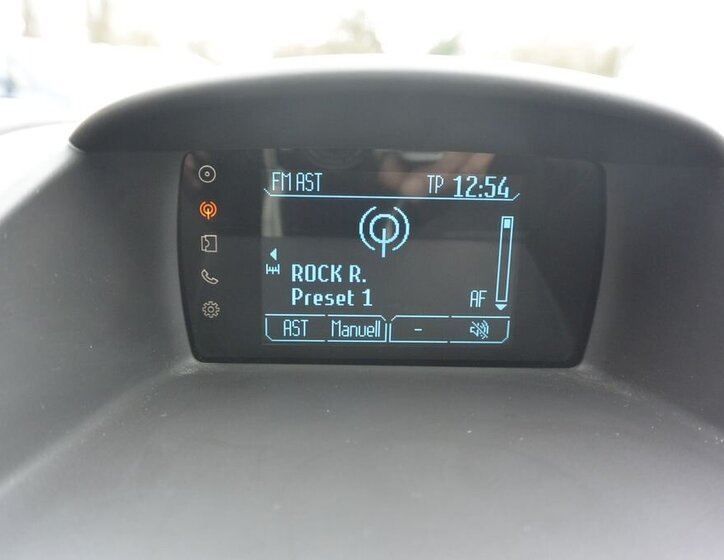 FM AST TP 12:54
ROCK R.
Preset 1 AF
AST Manuell -